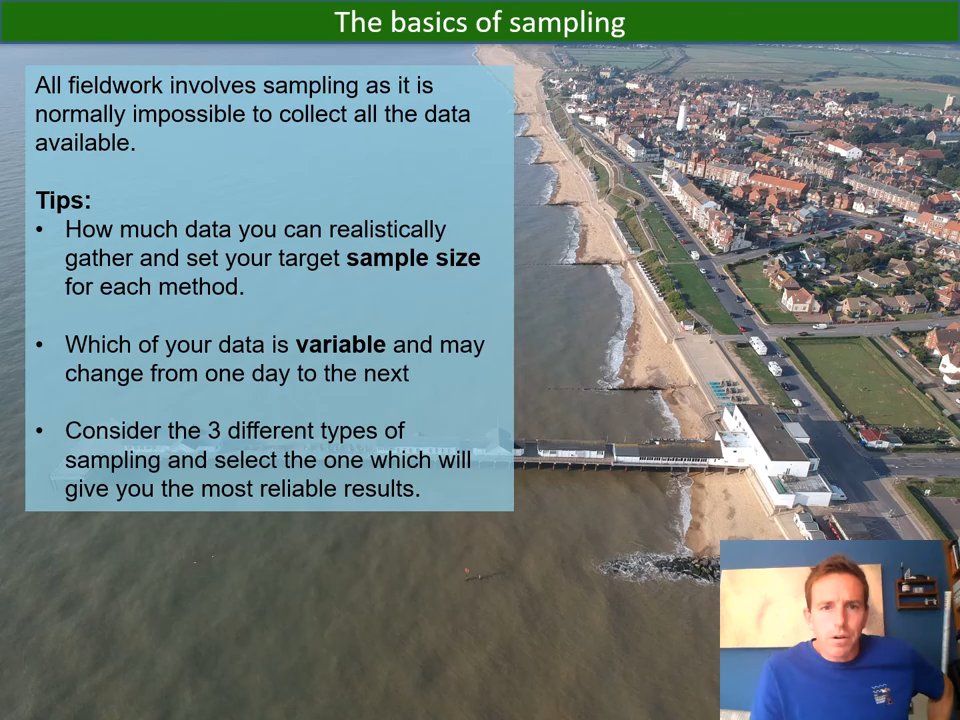 The basics of sampling
All fieldwork involves sampling as it is
normally impossible to collect all the data
available.
Tips:
• How much data you can realistically
gather and set your target sample size
for each method.
• Which of your data is variable and may
change from one day to the next
• Consider the 3 different types of
sampling and select the one which will
give you the most reliable results.